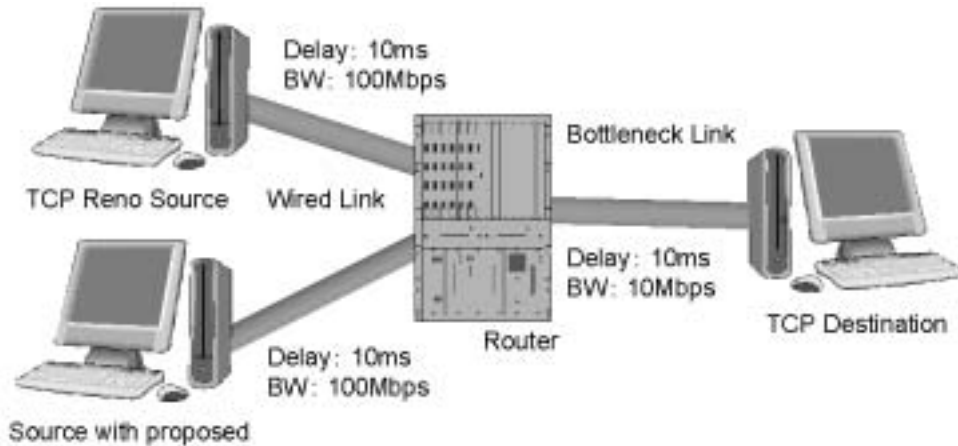 Delay: 10ms
BW: 100Mbps
Bottleneck Link
TCP Reno Source
Wired Link
Delay: 10ms
BW: 10Mbps
TCP Destination
Router
Delay: 10ms
BW: 100Mbps
Source with proposed